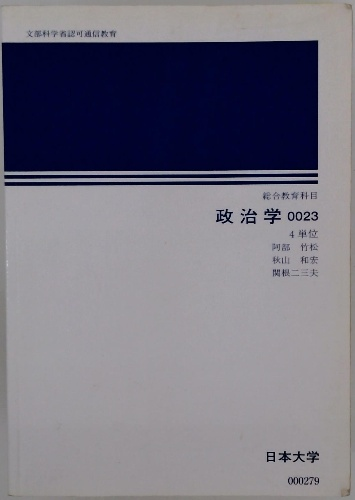 文部科学省認可通信教育
総合教育科目
政治学 0023
4単位
阿部 竹松
秋山 和宏
関根二三夫
日本大学
000279